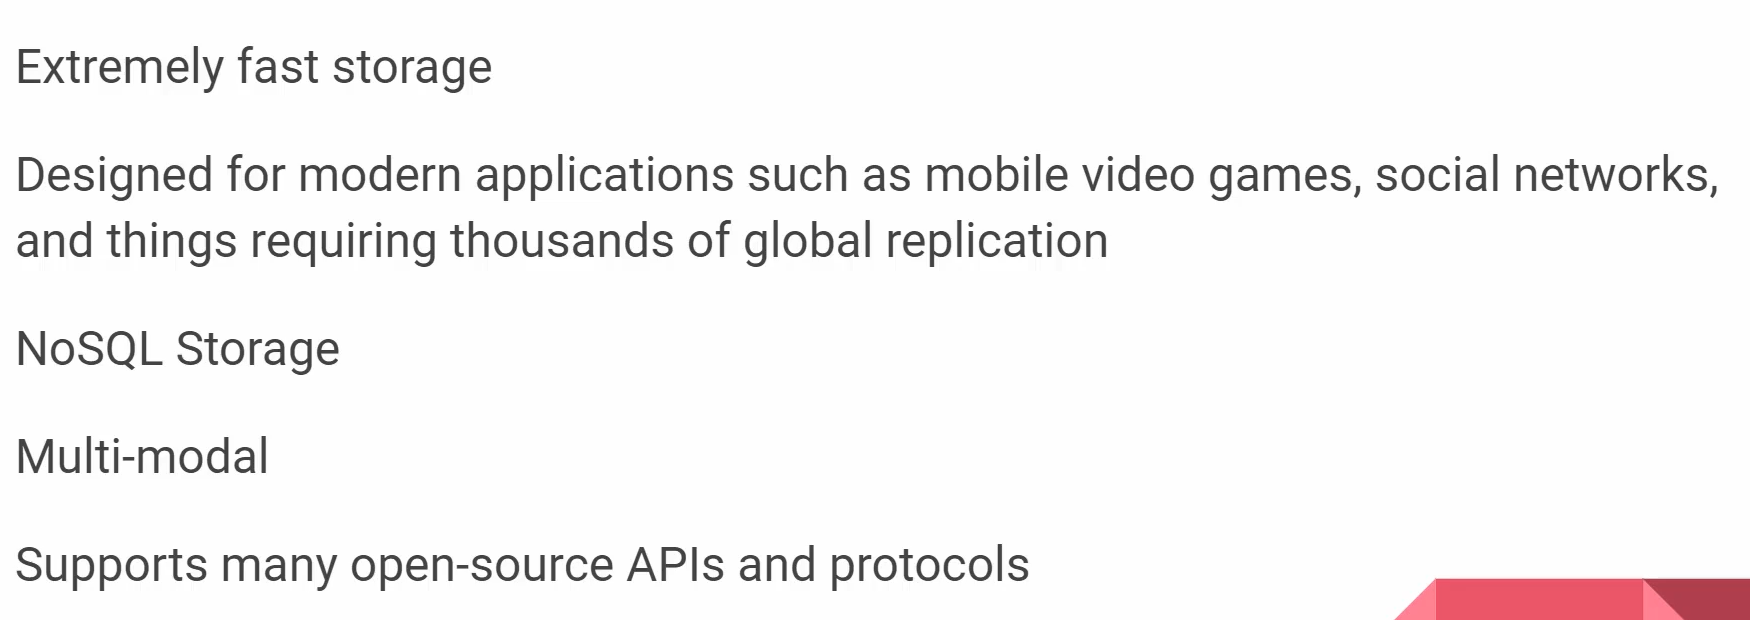 Extremely fast storage
Designed for modern applications such as mobile video games, social networks,
and things requiring thousands of global replication
NoSQL Storage
Multi-modal
Supports many open-source APIs and protocols